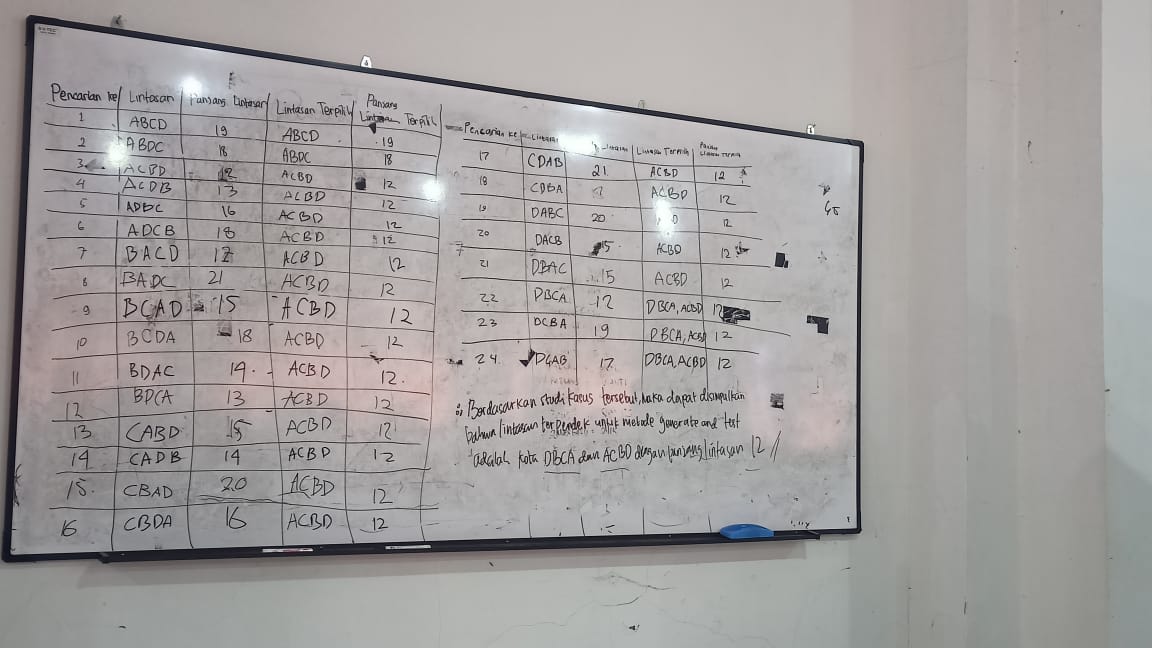 Pencarian ke Lintasan Panjang Lintasan Lintasan Terpilih Panjang Lintasan Terpilih
1 ABCD 19 ABCD 19
2 ABDC 18 ABDC 18
3 ACBD 12 ACBD 12
4 ACDB 13 ACBD 12
5 ADBC 16 ACBD 12
6 ADCB 18 ACBD 12
7 BACD 17 ACBD 12
8 BADC 21 ACBD 12
9 BCAD 15 ACBD 12
10 BCDA 18 ACBD 12
11 BDAC 14 ACBD 12
12 BDCA 13 ACBD 12
13 CABD 15 ACBD 12
14 CADB 14 ACBD 12
15. CBAD 20 ACBD 12
16 CBDA 16 ACBD 12
Pencarian ke Lintasan Lintasan Lintasan Terpilih Lintasan Terpilih
17 CDAB 21 ACBD 12
18 CDBA ACBD 12
19 DABC 20 12
20 DACB 15 ACBD 12
21 DBAC 15 ACBD 12
22 DBCA 12 DBCA, ACBD 12
23 DCBA 19 DBCA, ACBD 12
24. DCAB 17 DBCA, ACBD 12
∴ Berdasarkan studi kasus tersebut, maka dapat disimpulkan
bahwa lintasan terpendek untuk metode generate and test
adalah kota DBCA dan ACBD dengan panjang lintasan 12 //